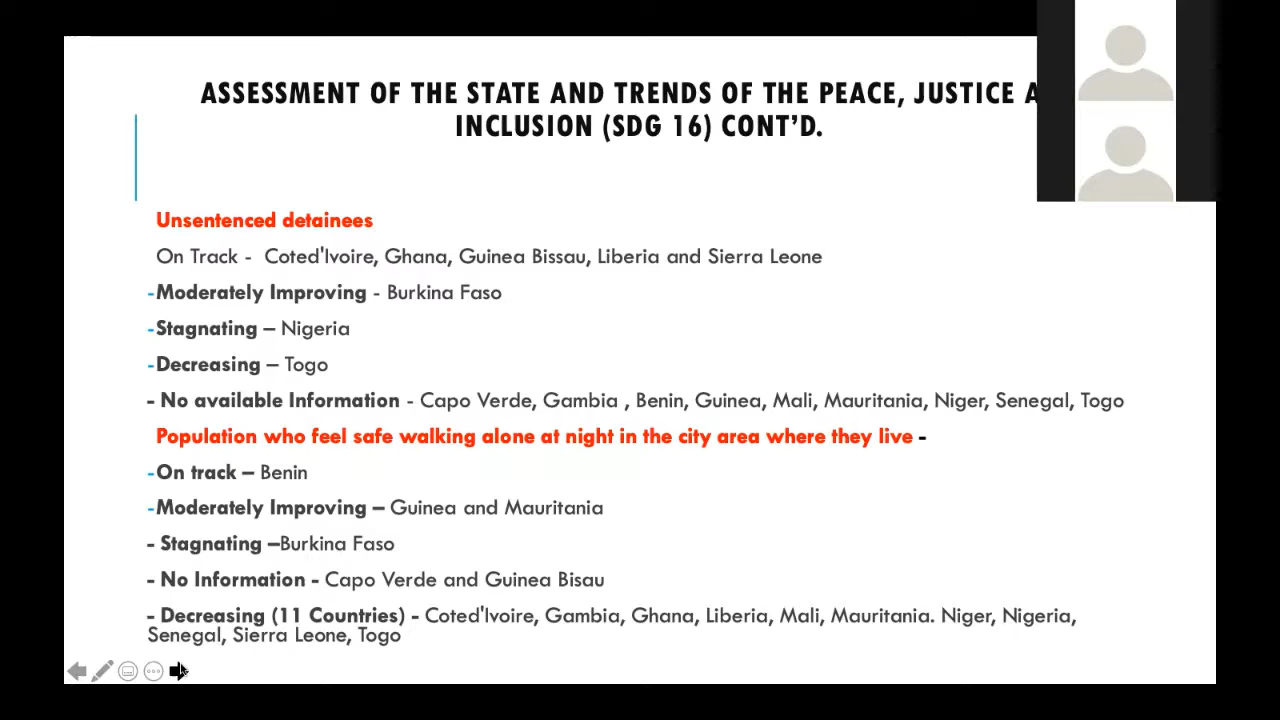 ASSESSMENT OF THE STATE AND TRENDS OF THE PEACE, JUSTICE A
INCLUSION (SDG 16) CONT’D.
Unsentenced detainees
On Track - Coted'Ivoire, Ghana, Guinea Bissau, Liberia and Sierra Leone
-Moderately Improving - Burkina Faso
-Stagnating – Nigeria
-Decreasing – Togo
- No available Information - Capo Verde, Gambia , Benin, Guinea, Mali, Mauritania, Niger, Senegal, Togo
Population who feel safe walking alone at night in the city area where they live -
-On track – Benin
-Moderately Improving – Guinea and Mauritania
- Stagnating –Burkina Faso
- No Information - Capo Verde and Guinea Bisau
- Decreasing (11 Countries) - Coted'Ivoire, Gambia, Ghana, Liberia, Mali, Mauritania. Niger, Nigeria,
Senegal, Sierra Leone, Togo